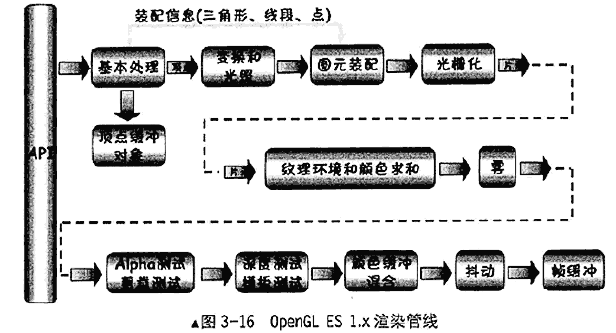 装配信息(三角形、线段、点)
API
基本处理
变换和
光照
图元装配
光栅化
片
顶点缓冲
对象
片
纹理环境和颜色求和
雾
Alpha测试
剪裁测试
深度测试
模板测试
颜色缓冲
混合
抖动
帧缓冲
▲图 3-16 OpenGL ES 1.x 渲染管线